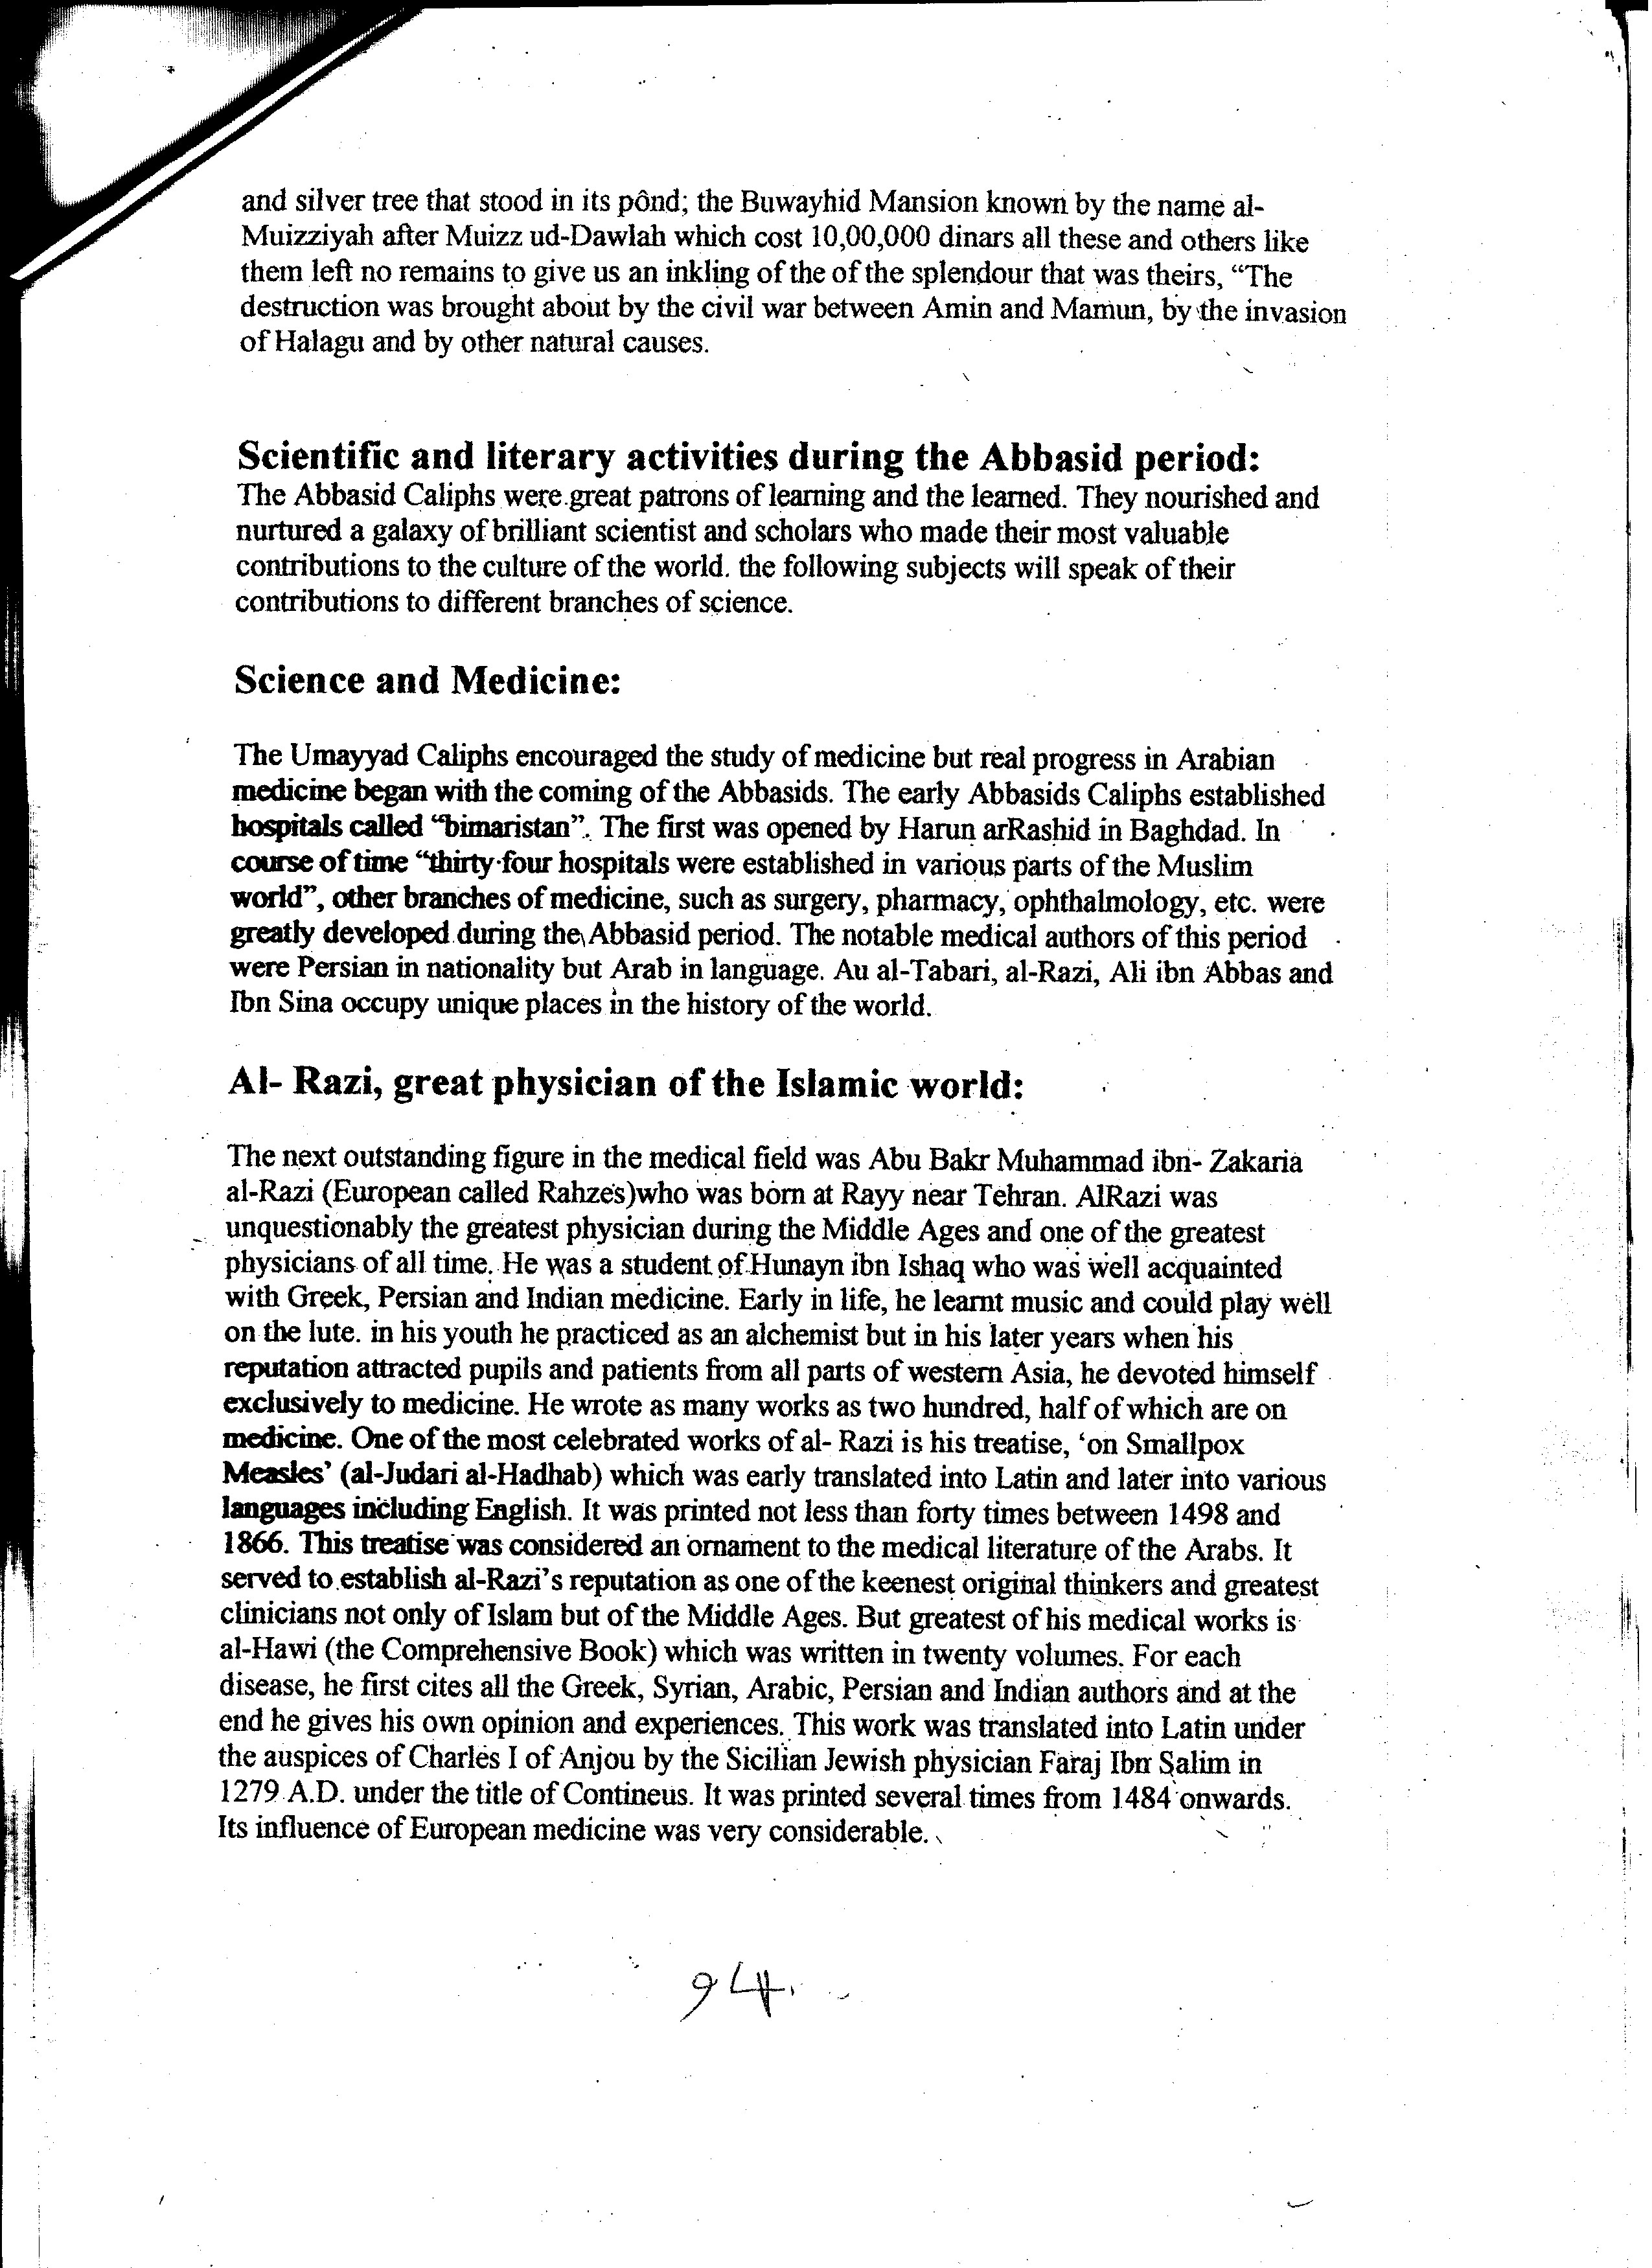 and silver tree that stood in its pônd; the Buwayhid Mansion known by the name al-
Muizziyah after Muizz ud-Dawlah which cost 10,00,000 dinars all these and others like
them left no remains to give us an inkling of the of the splendour that was theirs, “The
destruction was brought about by the civil war between Amin and Mamun, by the invasion
of Halagu and by other natural causes.
Scientific and literary activities during the Abbasid period:
The Abbasid Caliphs were great patrons of learning and the learned. They nourished and
nurtured a galaxy of brilliant scientist and scholars who made their most valuable
contributions to the culture of the world. the following subjects will speak of their
contributions to different branches of science.
Science and Medicine:
The Umayyad Caliphs encouraged the study of medicine but real progress in Arabian
medicine began with the coming of the Abbasids. The early Abbasids Caliphs established
hospitals called “bimaristan”. The first was opened by Harun arRashid in Baghdad. In
course of time “thirty-four hospitals were established in various parts of the Muslim
world”, other branches of medicine, such as surgery, pharmacy, ophthalmology, etc. were
greatly developed during the Abbasid period. The notable medical authors of this period
were Persian in nationality but Arab in language. Au al-Tabari, al-Razi, Ali ibn Abbas and
Ibn Sina occupy unique places in the history of the world.
Al- Razi, great physician of the Islamic world:
The next outstanding figure in the medical field was Abu Bakr Muhammad ibn- Zakaria
al-Razi (European called Rahzes)who was born at Rayy near Tehran. AlRazi was
unquestionably the greatest physician during the Middle Ages and one of the greatest
physicians of all time. He was a student of Hunayn ibn Ishaq who was well acquainted
with Greek, Persian and Indian medicine. Early in life, he learnt music and could play well
on the lute. in his youth he practiced as an alchemist but in his later years when his
reputation attracted pupils and patients from all parts of western Asia, he devoted himself
exclusively to medicine. He wrote as many works as two hundred, half of which are on
medicine. One of the most celebrated works of al- Razi is his treatise, ‘on Smallpox
Measles’ (al-Judari al-Hadhab) which was early translated into Latin and later into various
languages including English. It was printed not less than forty times between 1498 and
1866. This treatise was considered an ornament to the medical literature of the Arabs. It
served to establish al-Razi’s reputation as one of the keenest original thinkers and greatest
clinicians not only of Islam but of the Middle Ages. But greatest of his medical works is
al-Hawi (the Comprehensive Book) which was written in twenty volumes. For each
disease, he first cites all the Greek, Syrian, Arabic, Persian and Indian authors and at the
end he gives his own opinion and experiences. This work was translated into Latin under
the auspices of Charles I of Anjou by the Sicilian Jewish physician Faraj Ibn Salim in
1279 A.D. under the title of Contineus. It was printed several times from 1484 onwards.
Its influence of European medicine was very considerable.
94.